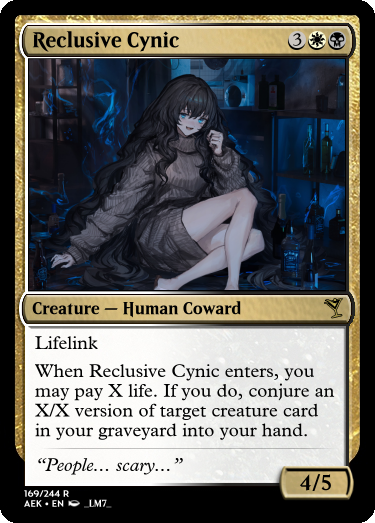 Reclusive Cynic 3
Creature — Human Coward
Lifelink
When Reclusive Cynic enters, you
may pay X life. If you do, conjure an
X/X version of target creature card
in your graveyard into your hand.
“People… scary…”
4/5
169/244 R
AEK • EN _LM7_